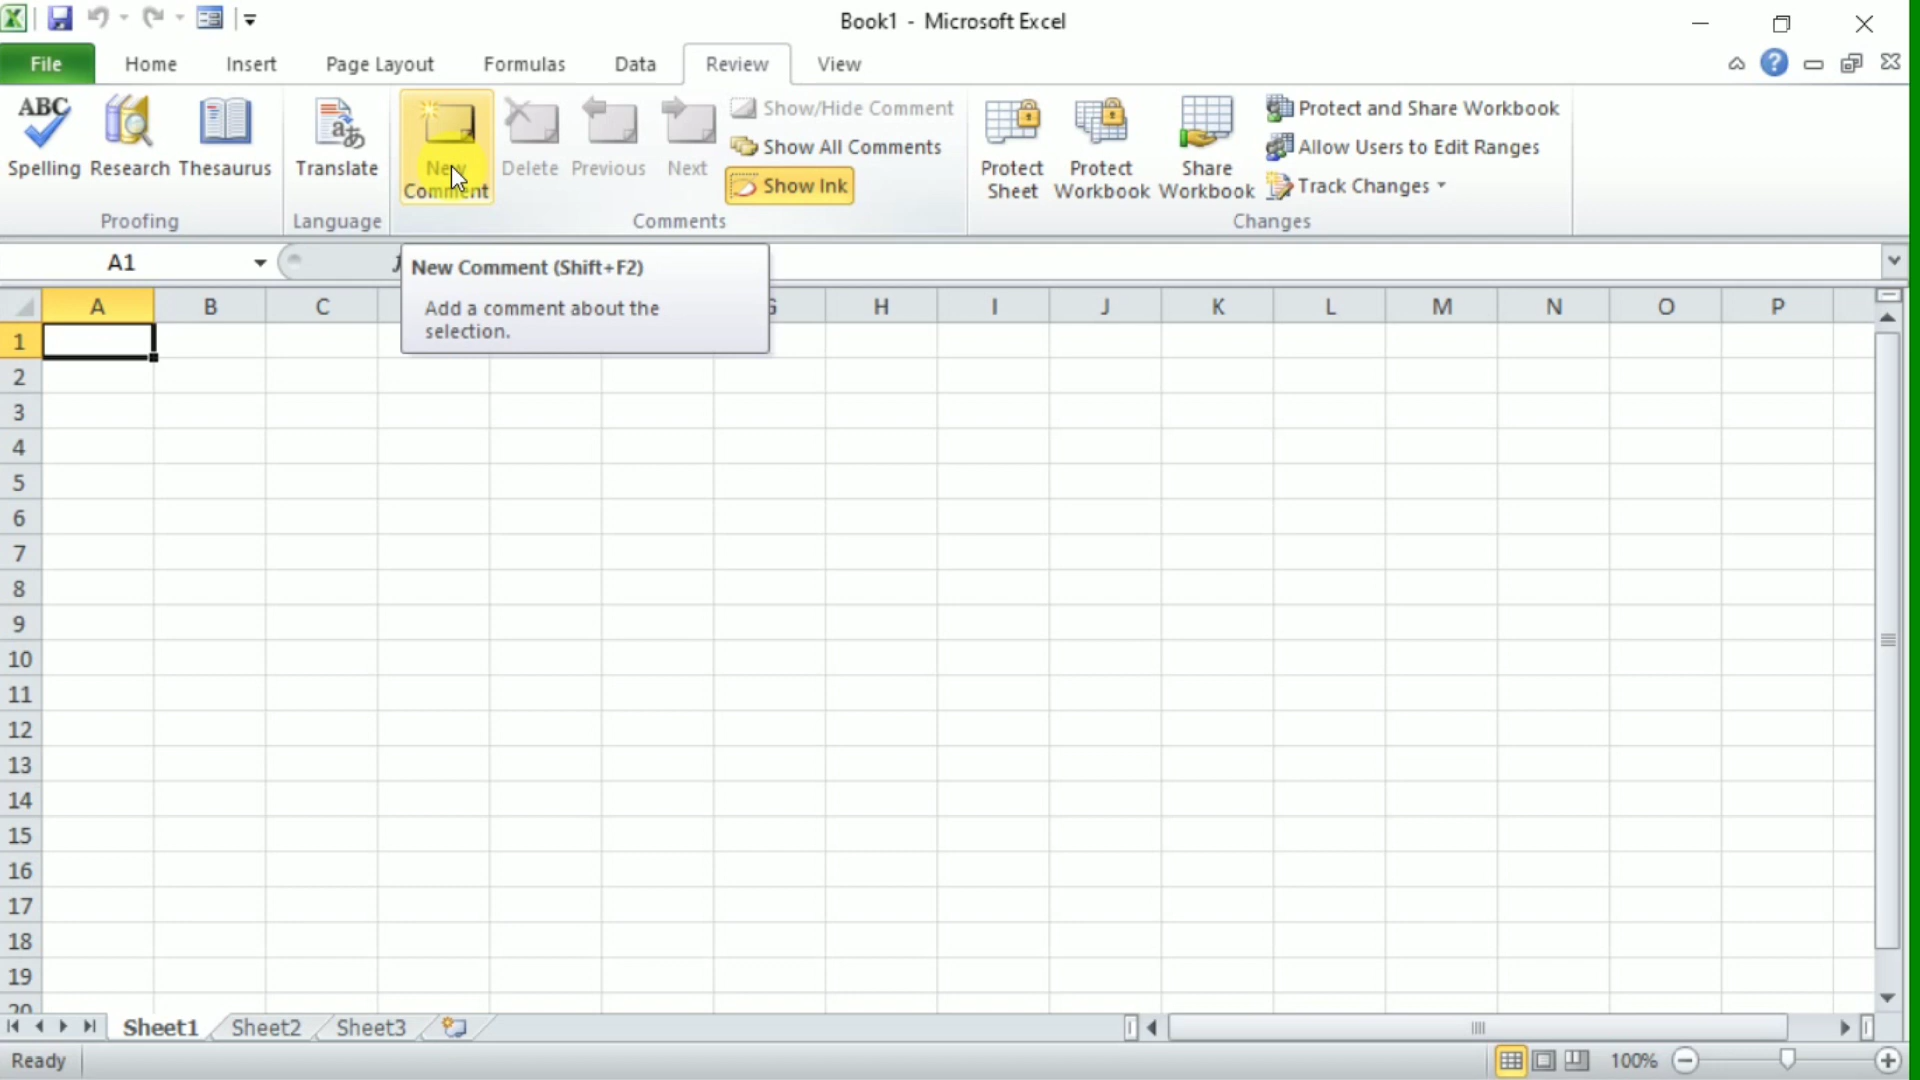 Book1 - Microsoft Excel
File Home Insert Page Layout Formulas Data Review View
ABC
Spelling Research Thesaurus
Proofing
Translate
Language
New
Comment
Delete Previous Next
Show/Hide Comment
Show All Comments
Show Ink
Comments
Protect
Sheet
Protect
Workbook
Share
Workbook
Protect and Share Workbook
Allow Users to Edit Ranges
Track Changes
Changes
A1
New Comment (Shift+F2)
Add a comment about the
selection.
A B C G H I J K L M N O P
1
2
3
4
5
6
7
8
9
10
11
12
13
14
15
16
17
18
19
20
Sheet1 Sheet2 Sheet3
Ready 100%